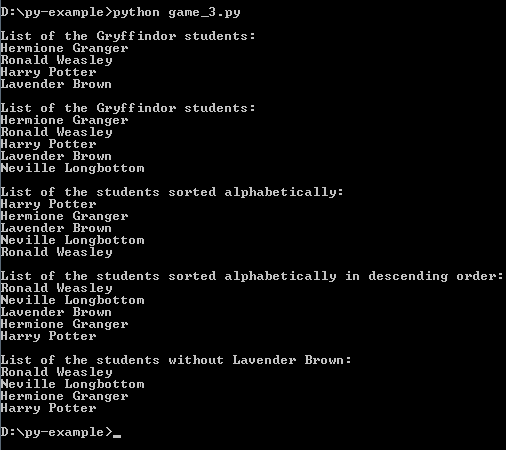 D:\py-example>python game_3.py
List of the Gryffindor students:
Hermione Granger
Ronald Weasley
Harry Potter
Lavender Brown
List of the Gryffindor students:
Hermione Granger
Ronald Weasley
Harry Potter
Lavender Brown
Neville Longbottom
List of the students sorted alphabetically:
Harry Potter
Hermione Granger
Lavender Brown
Neville Longbottom
Ronald Weasley
List of the students sorted alphabetically in descending order:
Ronald Weasley
Neville Longbottom
Lavender Brown
Hermione Granger
Harry Potter
List of the students without Lavender Brown:
Ronald Weasley
Neville Longbottom
Hermione Granger
Harry Potter
D:\py-example>_